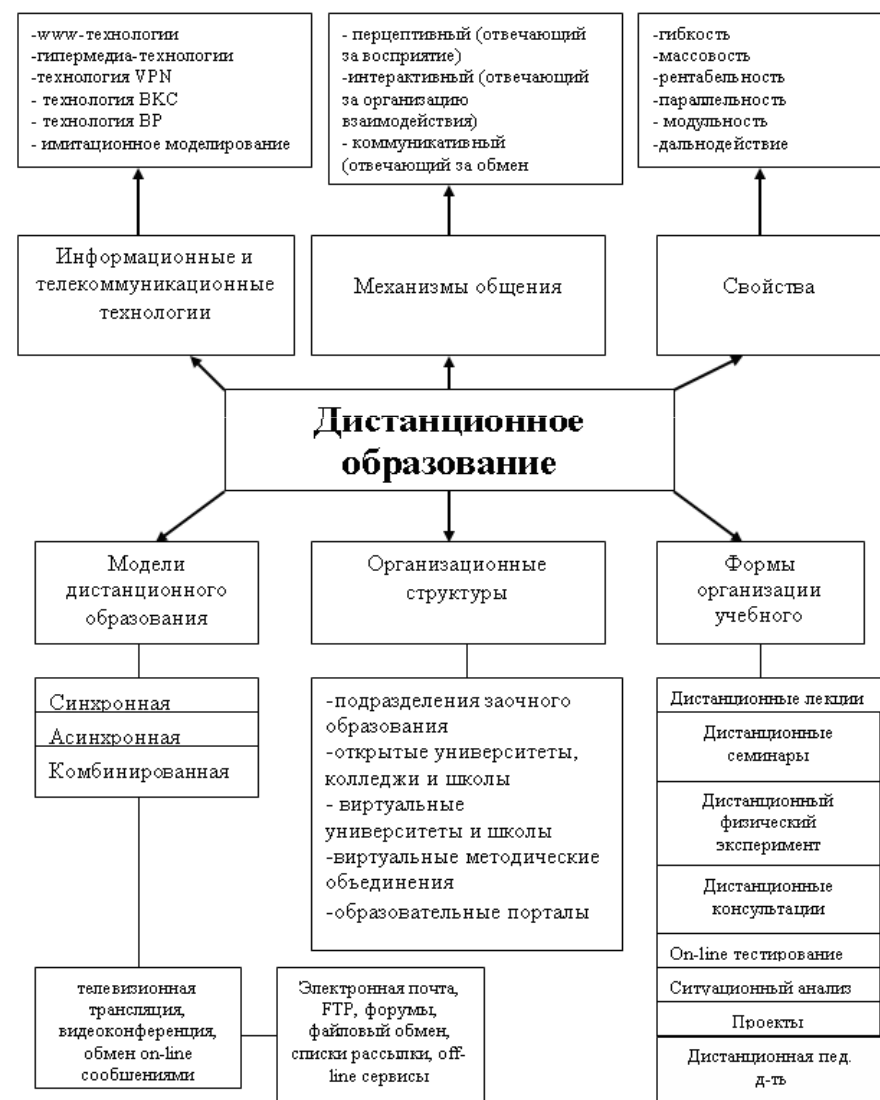 -www-технологии
-гипермедиа-технологии
-технология VPN
- технология ВКС
- технология ВР
- имитационное моделирование
- перцептивный (отвечающий
за восприятие)
-интерактивный (отвечающий
за организацию
взаимодействия)
- коммуникативный
(отвечающий за обмен
-гибкость
-массовость
-рентабельность
-параллельность
- модульность
-дальнодействие
Информационные и
телекоммуникационные
технологии
Механизмы общения
Свойства
Дистанционное
образование
Модели
дистанционного
образования
Организационные
структуры
Формы
организации
учебного
Синхронная
Асинхронная
Комбинированная
-подразделения заочного
образования
-открытые университеты,
колледжи и школы
- виртуальные
университеты и школы
-виртуальные методические
объединения
-образовательные порталы
Дистанционные лекции
Дистанционные
семинары
Дистанционный
физический
эксперимент
Дистанционные
консультации
On-line тестирование
Ситуационный анализ
Проекты
Дистанционная пед.
д-ть
телевизионная
трансляция,
видеоконференция,
обмен on-line
сообшениями
Электронная почта,
FTP, форумы,
файловый обмен,
списки рассылки, off-
line сервисы